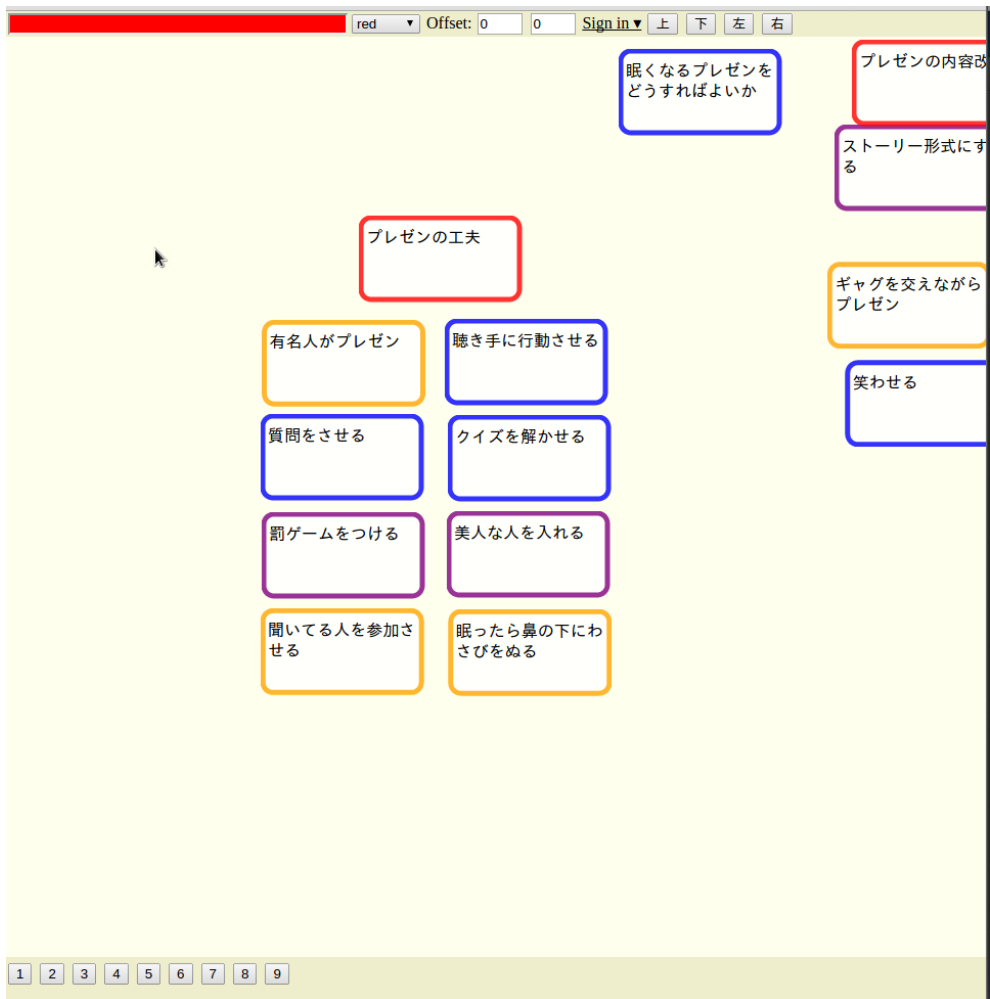 red ▼ Offset: 0 0 Sign in ▾ 上 下 左 右
眠くなるプレゼンを
どうすればよいか
プレゼンの内容改
ストーリー形式にす
る
プレゼンの工夫
ギャグを交えながら
プレゼン
有名人がプレゼン
聴き手に行動させる
笑わせる
質問をさせる
クイズを解かせる
罰ゲームをつける
美人な人を入れる
聞いてる人を参加さ
せる
眠ったら鼻の下にわ
さびをぬる
1 2 3 4 5 6 7 8 9